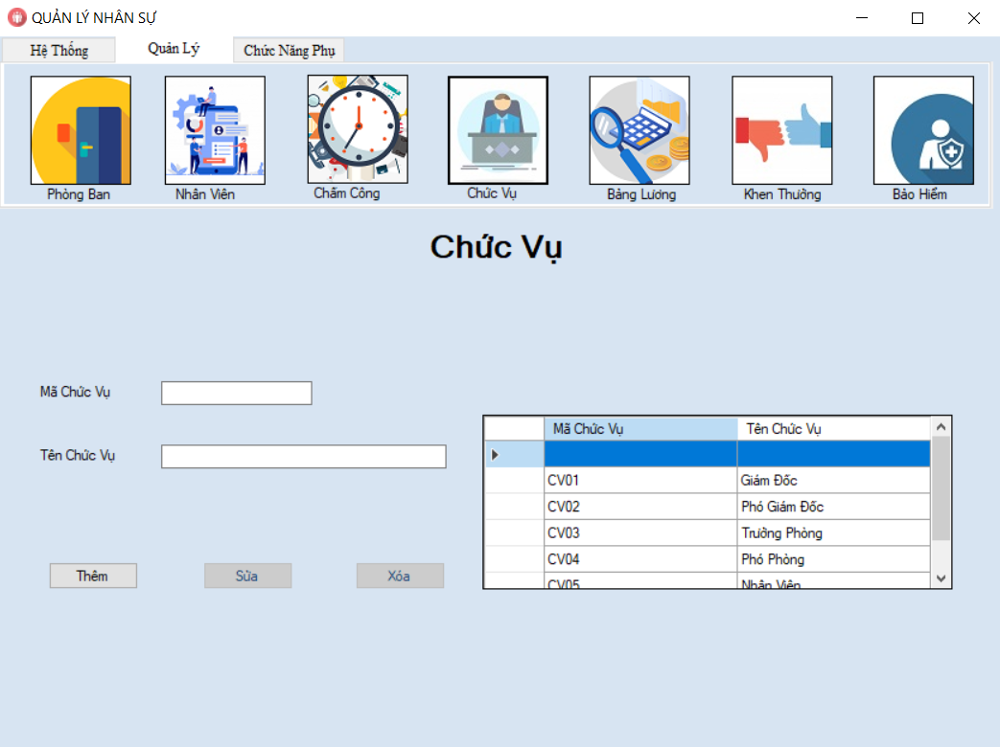 QUẢN LÝ NHÂN SỰ
Hệ Thống Quản Lý Chức Năng Phụ
Phòng Ban Nhân Viên Chấm Công Chức Vụ Bảng Lương Khen Thưởng Bảo Hiểm
Chức Vụ
Mã Chức Vụ
Tên Chức Vụ
Thêm Sửa Xóa
Mã Chức Vụ Tên Chức Vụ
CV01 Giám Đốc
CV02 Phó Giám Đốc
CV03 Trưởng Phòng
CV04 Phó Phòng
CV05 Nhân Viên